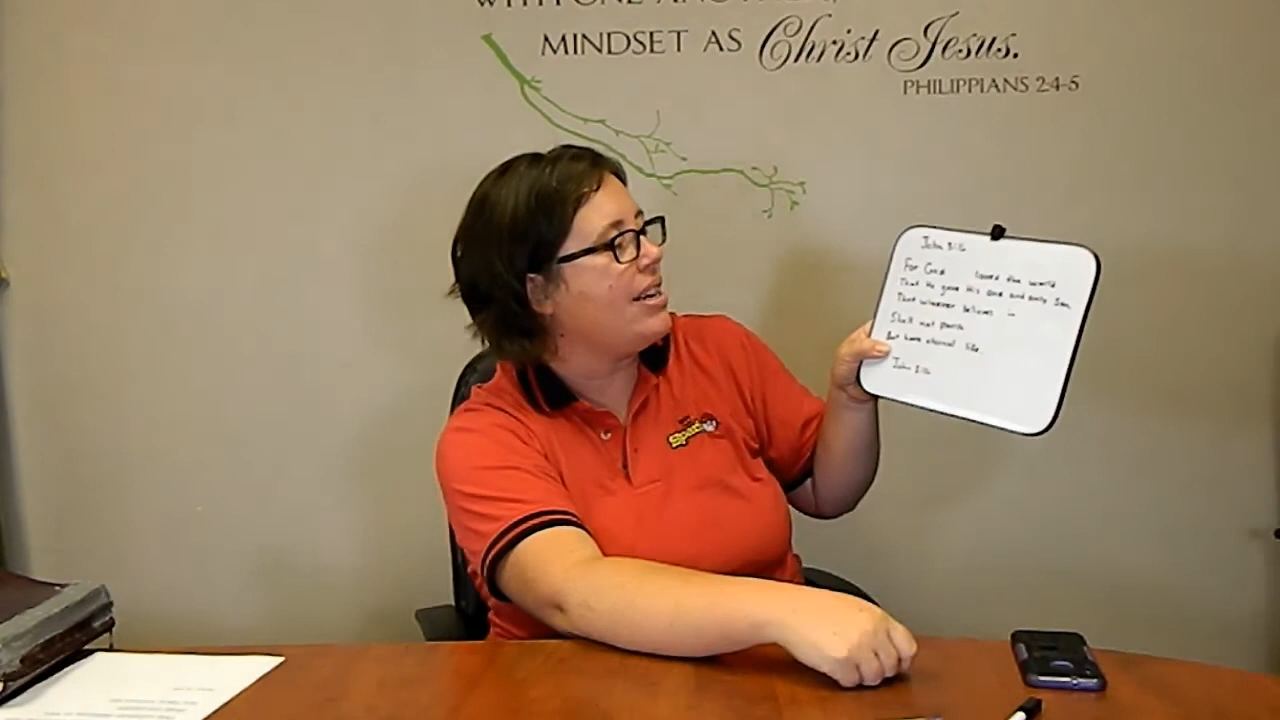 MINDSET AS Christ Jesus.
PHILIPPIANS 2:4-5
John 3:16
For God loved the world
That He gave His one and only Son,
That whoever believes in
Shall not perish
But have eternal life.
John 3:16
Sparks